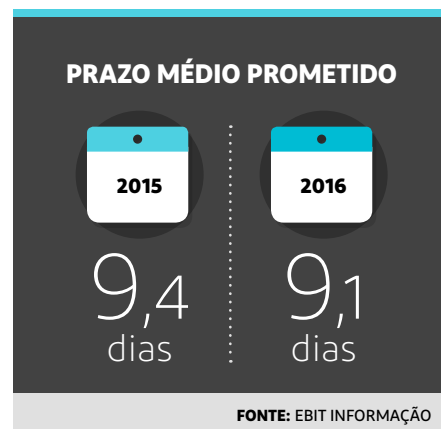 PRAZO MÉDIO PROMETIDO
2015
9,4
dias
2016
9,1
dias
FONTE: EBIT INFORMAÇÃO